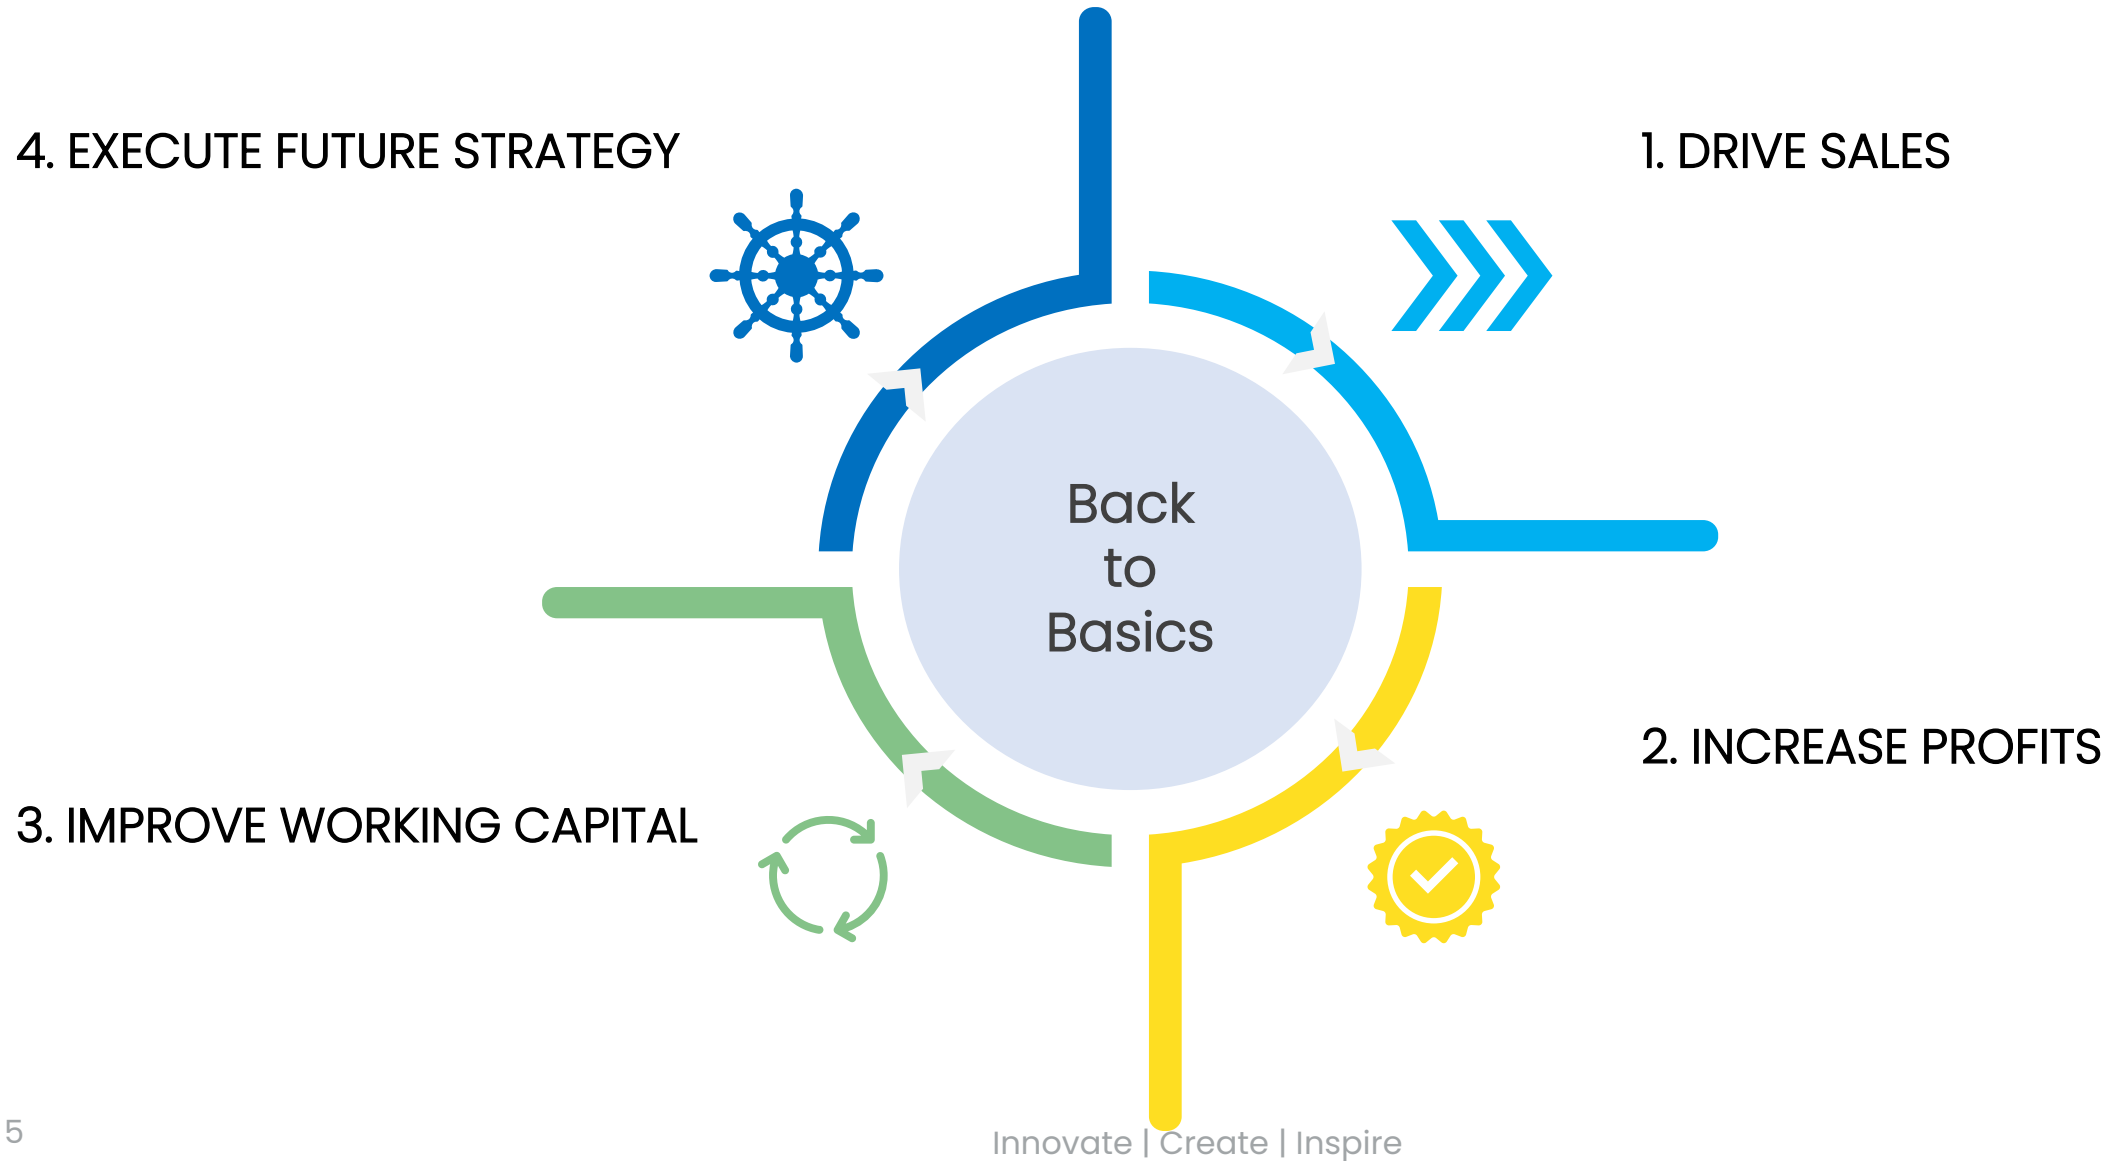 4. EXECUTE FUTURE STRATEGY
1. DRIVE SALES
Back
to
Basics
2. INCREASE PROFITS
3. IMPROVE WORKING CAPITAL
5
Innovate | Create | Inspire